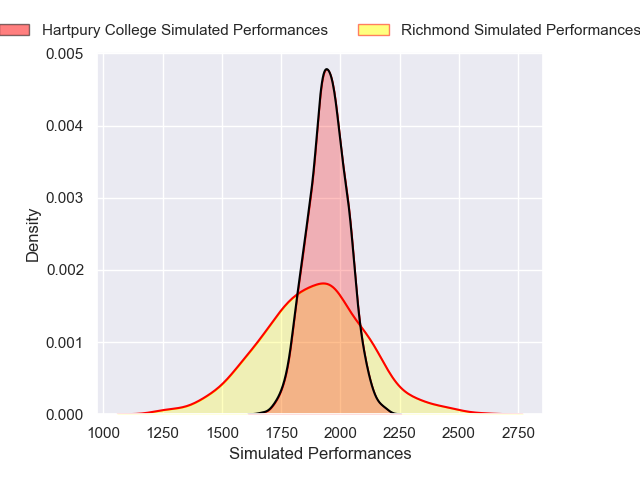 Hartpury College Simulated Performances
Richmond Simulated Performances
0.005
0.004
0.003
0.002
0.001
0.000
Density
1000 1250 1500 1750 2000 2250 2500 2750
Simulated Performances